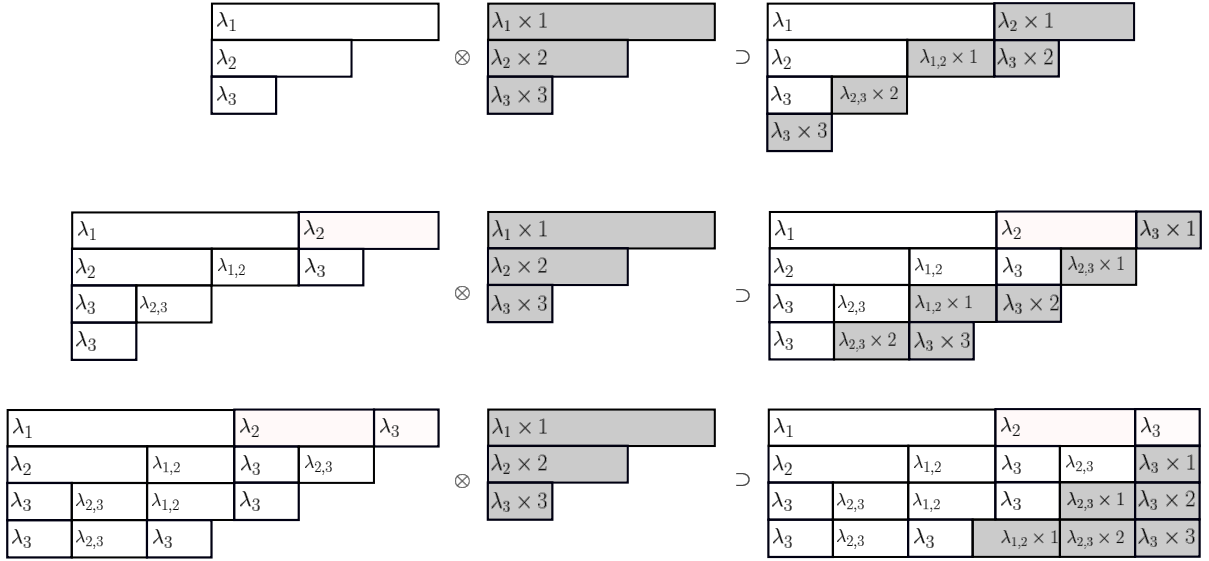 λ₁ λ₁ × 1 λ₁ λ₂ × 1
λ₂ ⊗ λ₂ × 2 ⊃ λ₂ λ₁,₂ × 1 λ₃ × 2
λ₃ λ₃ × 3 λ₃ λ₂,₃ × 2
λ₃ × 3
λ₁ λ₂ λ₁ × 1 λ₁ λ₂ λ₃ × 1
λ₂ λ₁,₂ λ₃ λ₂ × 2 λ₂ λ₁,₂ λ₃ λ₂,₃ × 1
λ₃ λ₂,₃ ⊗ λ₃ × 3 ⊃ λ₃ λ₂,₃ λ₁,₂ × 1 λ₃ × 2
λ₃ λ₃ λ₂,₃ × 2 λ₃ × 3
λ₁ λ₂ λ₃ λ₁ × 1 λ₁ λ₂ λ₃
λ₂ λ₁,₂ λ₃ λ₂,₃ ⊗ λ₂ × 2 ⊃ λ₂ λ₁,₂ λ₃ λ₂,₃ λ₃ × 1
λ₃ λ₂,₃ λ₁,₂ λ₃ λ₃ × 3 λ₃ λ₂,₃ λ₁,₂ λ₃ λ₂,₃ × 1 λ₃ × 2
λ₃ λ₂,₃ λ₃ λ₃ λ₂,₃ λ₃ λ₁,₂ × 1 λ₂,₃ × 2 λ₃ × 3